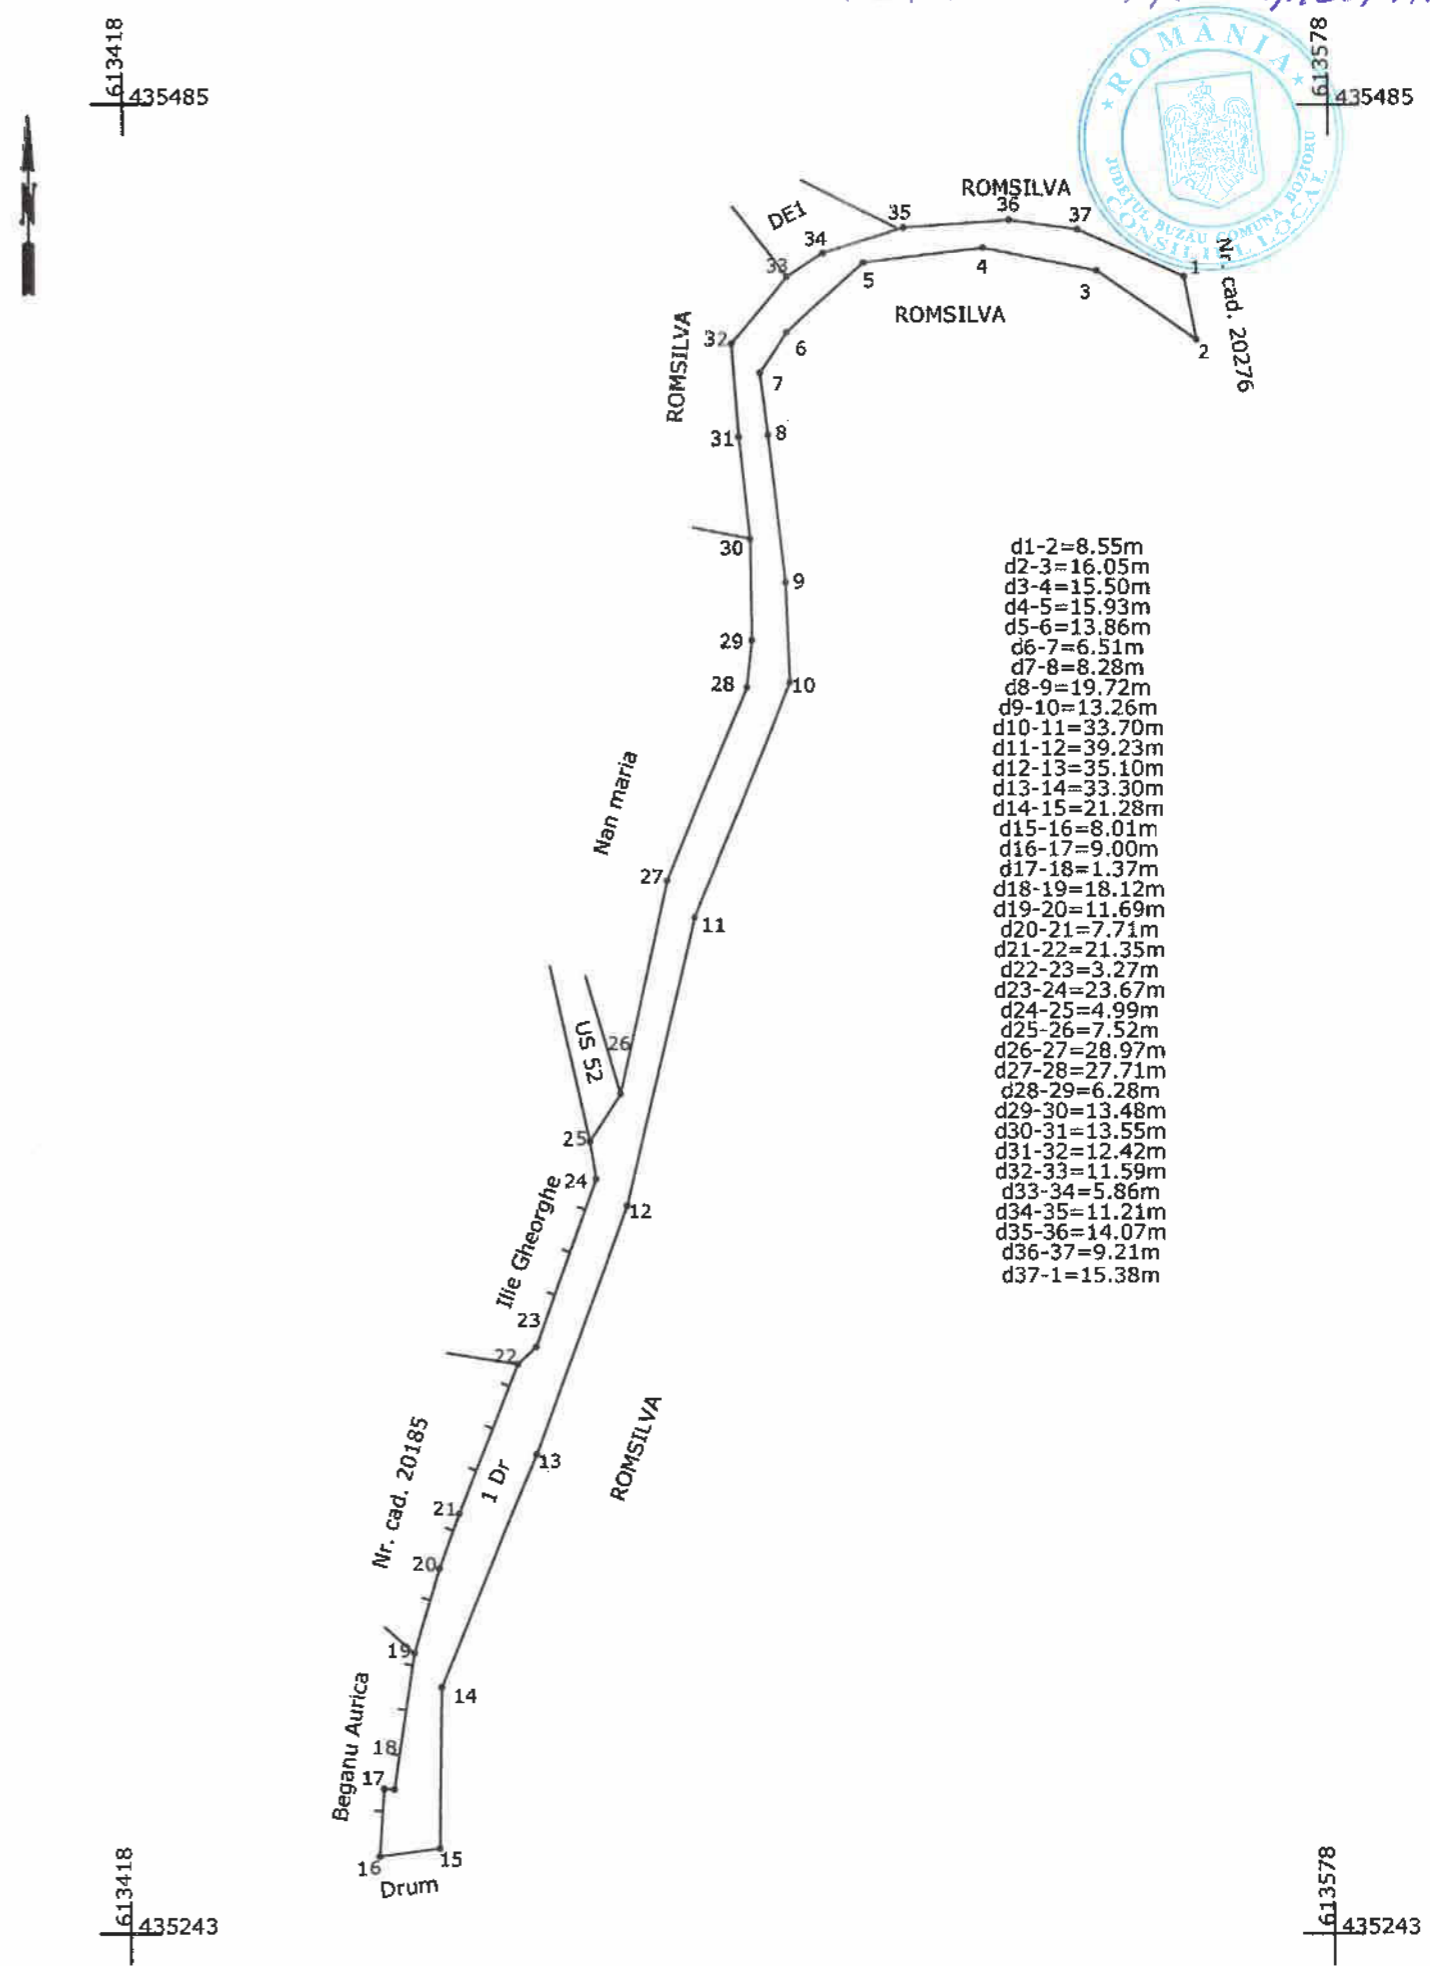 613418
435485
613578
435485
ROMÂNIA
JUDEȚUL BUZĂU COMUNA BOZIORU
CONSILIUL LOCAL
N
ROMSILVA
DE1
35
36
37
34
33
5
4
3
1
2
Nr. cad. 20276
ROMSILVA
ROMSILVA
32
6
7
31
8
30
9
29
28
10
d1-2=8.55m
d2-3=16.05m
d3-4=15.50m
d4-5=15.93m
d5-6=13.86m
d6-7=6.51m
d7-8=8.28m
d8-9=19.72m
d9-10=13.26m
d10-11=33.70m
d11-12=39.23m
d12-13=35.10m
d13-14=33.30m
d14-15=21.28m
d15-16=8.01m
d16-17=9.00m
d17-18=1.37m
d18-19=18.12m
d19-20=11.69m
d20-21=7.71m
d21-22=21.35m
d22-23=3.27m
d23-24=23.67m
d24-25=4.99m
d25-26=7.52m
d26-27=28.97m
d27-28=27.71m
d28-29=6.28m
d29-30=13.48m
d30-31=13.55m
d31-32=12.42m
d32-33=11.59m
d33-34=5.86m
d34-35=11.21m
d35-36=14.07m
d36-37=9.21m
d37-1=15.38m
Nan maria
27
11
US 52
26
25
24
12
Ilie Gheorghe
23
22
Nr. cad. 20185
1 Dr
13
ROMSILVA
21
20
19
14
Beganu Aurica
18
17
16
15
Drum
613418
435243
613578
435243